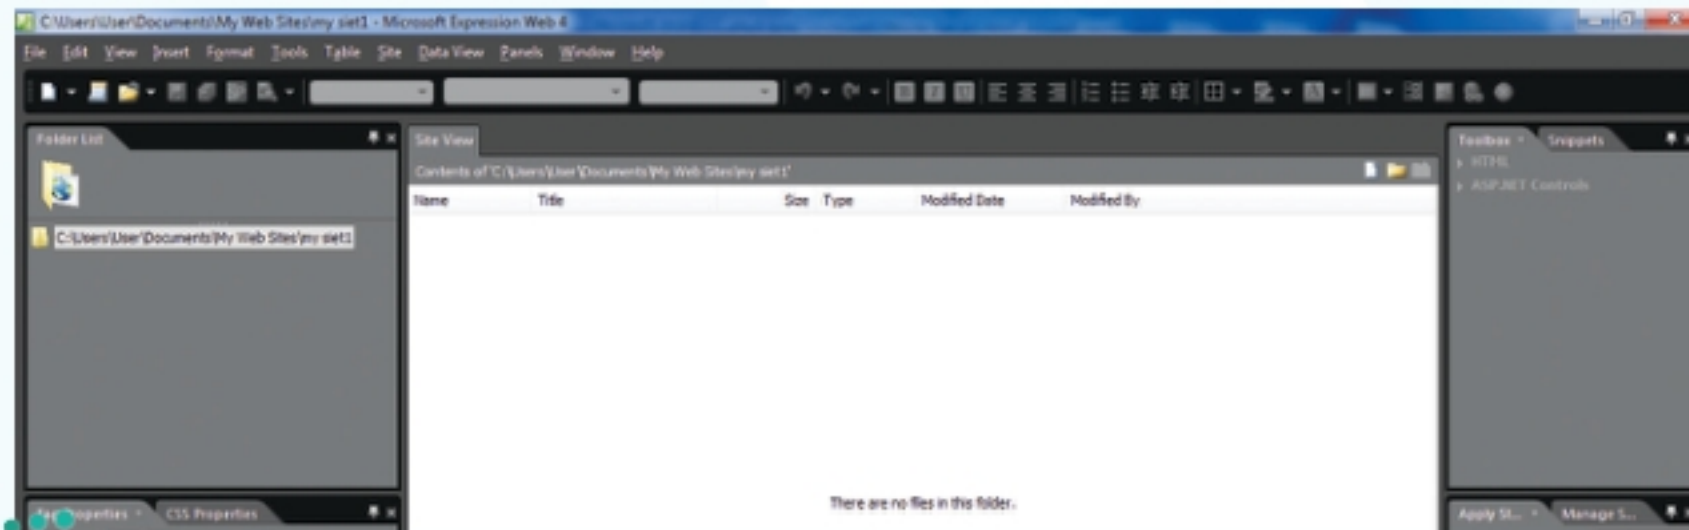 C:\Users\User\Documents\My Web Sites\my siet1 - Microsoft Expression Web 4
File Edit View Insert Format Tools Table Site Data View Panels Window Help
Folder List
Site View
Toolbox Snippets
Contents of 'C:\Users\User\Documents\My Web Sites\my siet1'
HTML
ASP.NET Controls
Name Title Size Type Modified Date Modified By
C:\Users\User\Documents\My Web Sites\my siet1
There are no files in this folder.
Tag Properties CSS Properties
Apply St... Manage S...